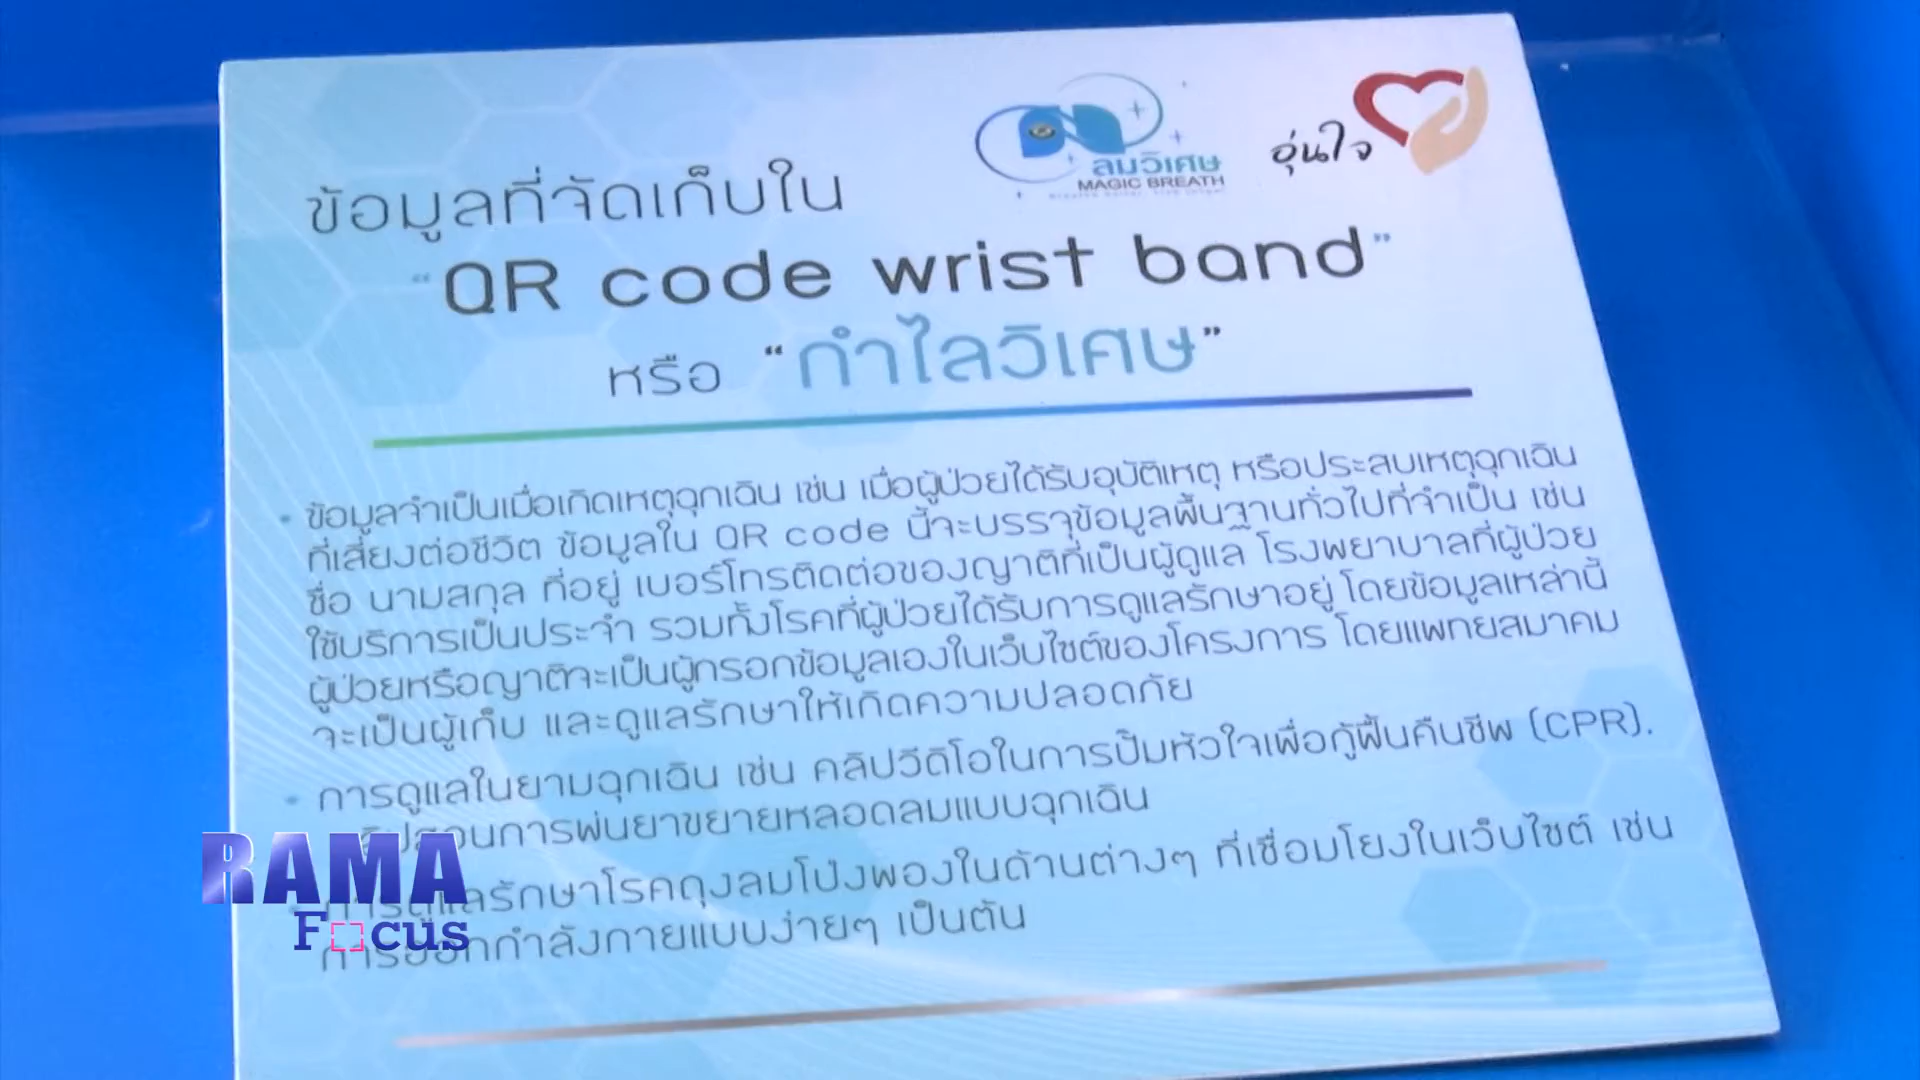 ลมวิเศษ
MAGIC BREATH
อุ่นใจ
ข้อมูลที่จัดเก็บใน
"QR code wrist band"
หรือ "กำไลวิเศษ"
• ข้อมูลจำเป็นเมื่อเกิดเหตุฉุกเฉิน เช่น เมื่อผู้ป่วยได้รับอุบัติเหตุ หรือประสบเหตุฉุกเฉิน
ที่เสี่ยงต่อชีวิต ข้อมูลใน QR code นี้จะบรรจุข้อมูลพื้นฐานทั่วไปที่จำเป็น เช่น
ชื่อ นามสกุล ที่อยู่ เบอร์โทรติดต่อของญาติที่เป็นผู้ดูแล โรงพยาบาลที่ผู้ป่วย
ใช้บริการเป็นประจำ รวมทั้งโรคที่ผู้ป่วยได้รับการดูแลรักษาอยู่ โดยข้อมูลเหล่านี้
ผู้ป่วยหรือญาติจะเป็นผู้กรอกข้อมูลเองในเว็บไซต์ของโครงการ โดยแพทยสมาคม
จะเป็นผู้เก็บ และดูแลรักษาให้เกิดความปลอดภัย
• การดูแลในยามฉุกเฉิน เช่น คลิปวีดิโอในการปั้มหัวใจเพื่อกู้ฟื้นคืนชีพ (CPR).
คลิปสอนการพ่นยาขยายหลอดลมแบบฉุกเฉิน
• การดูแลรักษาโรคถุงลมโป่งพองในด้านต่างๆ ที่เชื่อมโยงในเว็บไซต์ เช่น
การออกกำลังกายแบบง่ายๆ เป็นต้น
RAMA
Focus